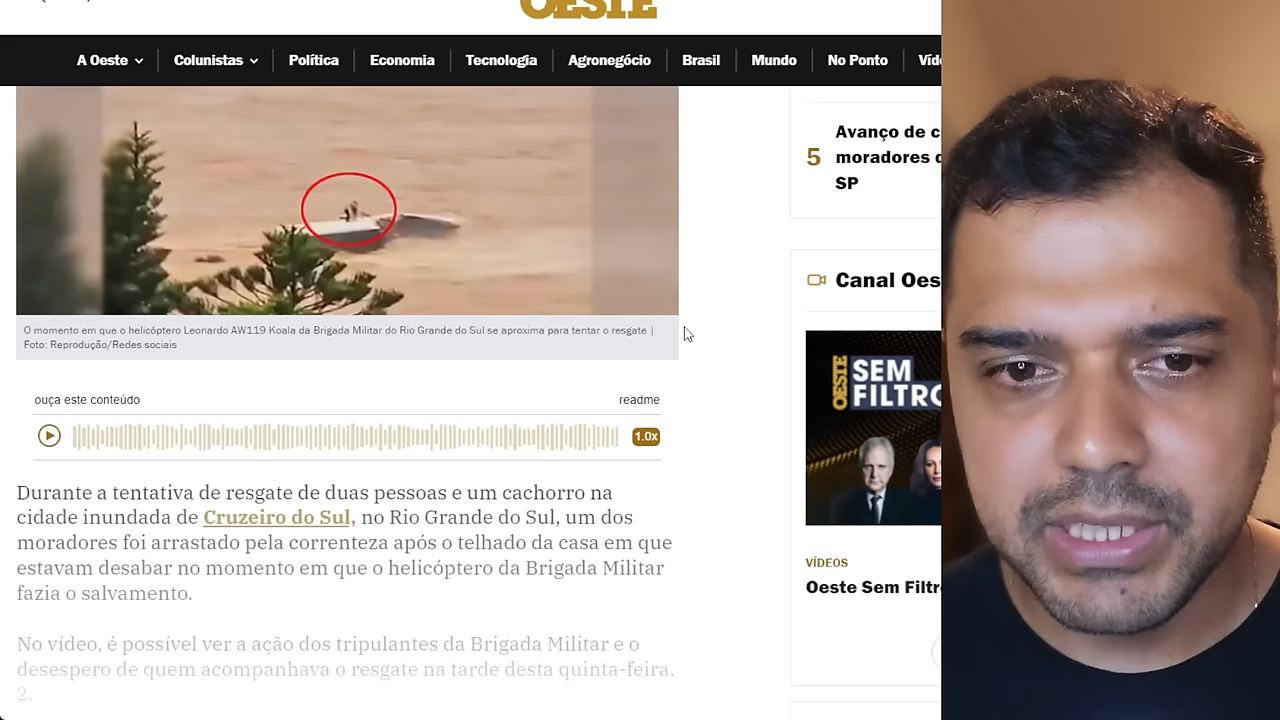 OESTE
A Oeste
Colunistas
Política
Economia
Tecnologia
Agronegócio
Brasil
Mundo
No Ponto
O momento em que o helicóptero Leonardo AW119 Koala da Brigada Militar do Rio Grande do Sul se aproxima para tentar o resgate |
Foto: Reprodução/Redes sociais
ouça este conteúdo
readme
1.0x
Durante a tentativa de resgate de duas pessoas e um cachorro na
cidade inundada de Cruzeiro do Sul, no Rio Grande do Sul, um dos
moradores foi arrastado pela correnteza após o telhado da casa em que
estavam desabar no momento em que o helicóptero da Brigada Militar
fazia o salvamento.
No vídeo, é possível ver a ação dos tripulantes da Brigada Militar e o
desespero de quem acompanhava o resgate na tarde desta quinta-feira,
2.
5
Avanço de
moradores
SP
Canal Oes
OESTE
SEM
FILTRO
VÍDEOS
Oeste Sem Filtr